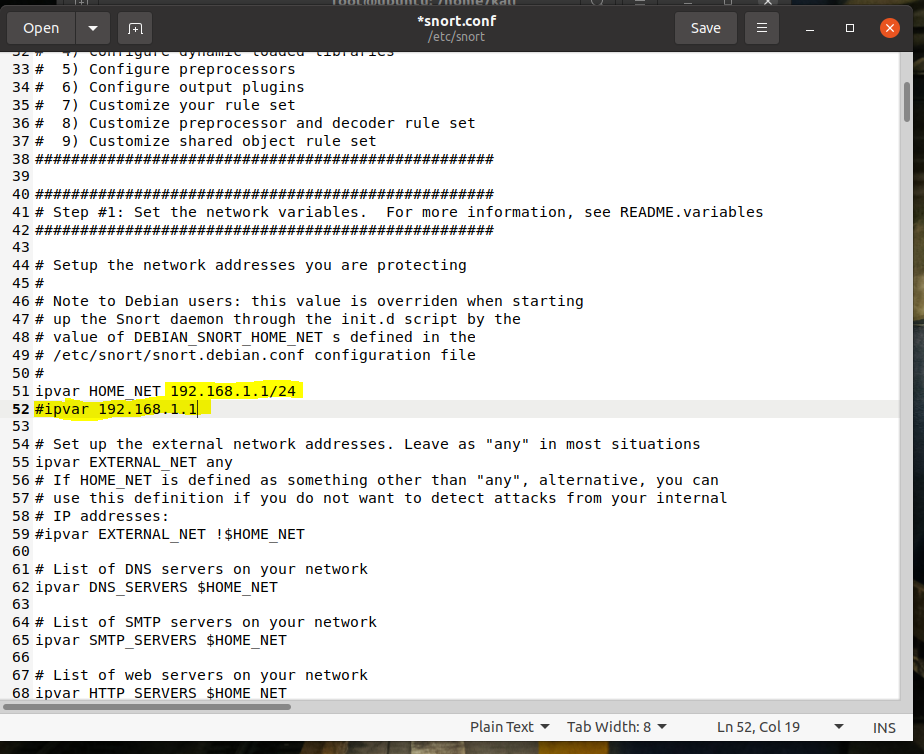 root@ubuntu: /home/kali
Open
*snort.conf
/etc/snort
Save
32 # 4) Configure dynamic loaded libraries
33 #  5) Configure preprocessors
34 #  6) Configure output plugins
35 #  7) Customize your rule set
36 #  8) Customize preprocessor and decoder rule set
37 #  9) Customize shared object rule set
38 ###################################################
39
40 ###################################################
41 # Step #1: Set the network variables.  For more information, see README.variables
42 ###################################################
43
44 # Setup the network addresses you are protecting
45 #
46 # Note to Debian users: this value is overriden when starting
47 # up the Snort daemon through the init.d script by the
48 # value of DEBIAN_SNORT_HOME_NET s defined in the
49 # /etc/snort/snort.debian.conf configuration file
50 #
51 ipvar HOME_NET 192.168.1.1/24
52 #ipvar 192.168.1.1
53
54 # Set up the external network addresses. Leave as "any" in most situations
55 ipvar EXTERNAL_NET any
56 # If HOME_NET is defined as something other than "any", alternative, you can
57 # use this definition if you do not want to detect attacks from your internal
58 # IP addresses:
59 #ipvar EXTERNAL_NET !$HOME_NET
60
61 # List of DNS servers on your network
62 ipvar DNS_SERVERS $HOME_NET
63
64 # List of SMTP servers on your network
65 ipvar SMTP_SERVERS $HOME_NET
66
67 # List of web servers on your network
68 ipvar HTTP_SERVERS $HOME_NET
Plain Text
Tab Width: 8
Ln 52, Col 19
INS